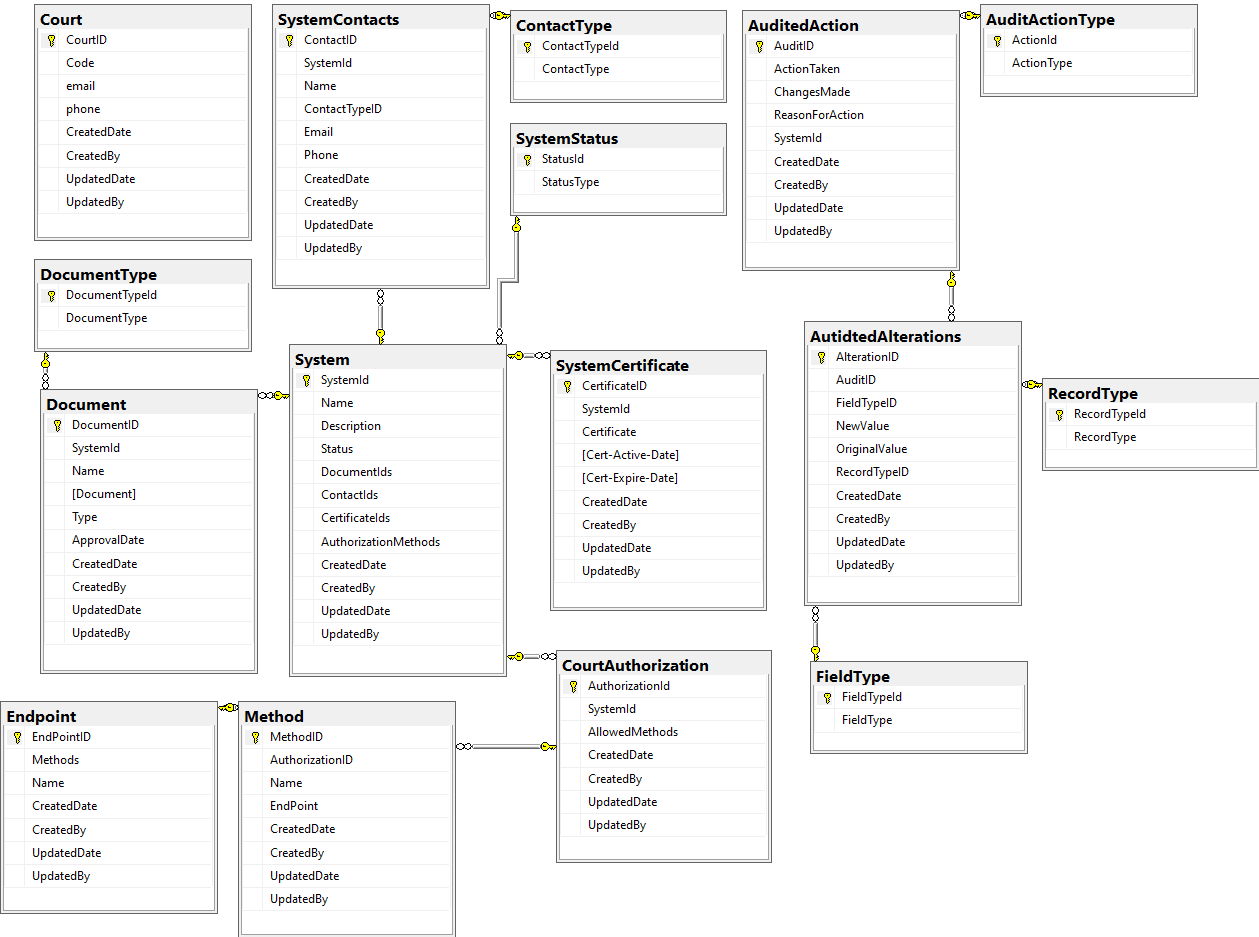 Court
CourtID
Code
email
phone
CreatedDate
CreatedBy
UpdatedDate
UpdatedBy
SystemContacts
ContactID
SystemId
Name
ContactTypeID
Email
Phone
CreatedDate
CreatedBy
UpdatedDate
UpdatedBy
ContactType
ContactTypeId
ContactType
SystemStatus
StatusId
StatusType
AuditedAction
AuditID
ActionTaken
ChangesMade
ReasonForAction
SystemId
CreatedDate
CreatedBy
UpdatedDate
UpdatedBy
AuditActionType
ActionId
ActionType
DocumentType
DocumentTypeId
DocumentType
Document
DocumentID
SystemId
Name
[Document]
Type
ApprovalDate
CreatedDate
CreatedBy
UpdatedDate
UpdatedBy
System
SystemId
Name
Description
Status
DocumentIds
ContactIds
CertificateIds
AuthorizationMethods
CreatedDate
CreatedBy
UpdatedDate
UpdatedBy
SystemCertificate
CertificateID
SystemId
Certificate
[Cert-Active-Date]
[Cert-Expire-Date]
CreatedDate
CreatedBy
UpdatedDate
UpdatedBy
AutidtedAlterations
AlterationID
AuditID
FieldTypeID
NewValue
OriginalValue
RecordTypeID
CreatedDate
CreatedBy
UpdatedDate
UpdatedBy
RecordType
RecordTypeId
RecordType
Endpoint
EndPointID
Methods
Name
CreatedDate
CreatedBy
UpdatedDate
UpdatedBy
Method
MethodID
AuthorizationID
Name
EndPoint
CreatedDate
CreatedBy
UpdatedDate
UpdatedBy
CourtAuthorization
AuthorizationId
SystemId
AllowedMethods
CreatedDate
CreatedBy
UpdatedDate
UpdatedBy
FieldType
FieldTypeId
FieldType